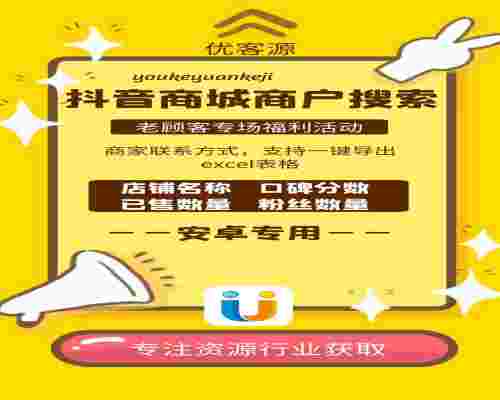 优客源
youkeyuankeji
抖音商城商户搜索
老顾客专场福利活动
商家联系方式，支持一键导出
excel表格
店铺名称 口碑分数
已售数量 粉丝数量
——安卓专用——
专注资源行业获取